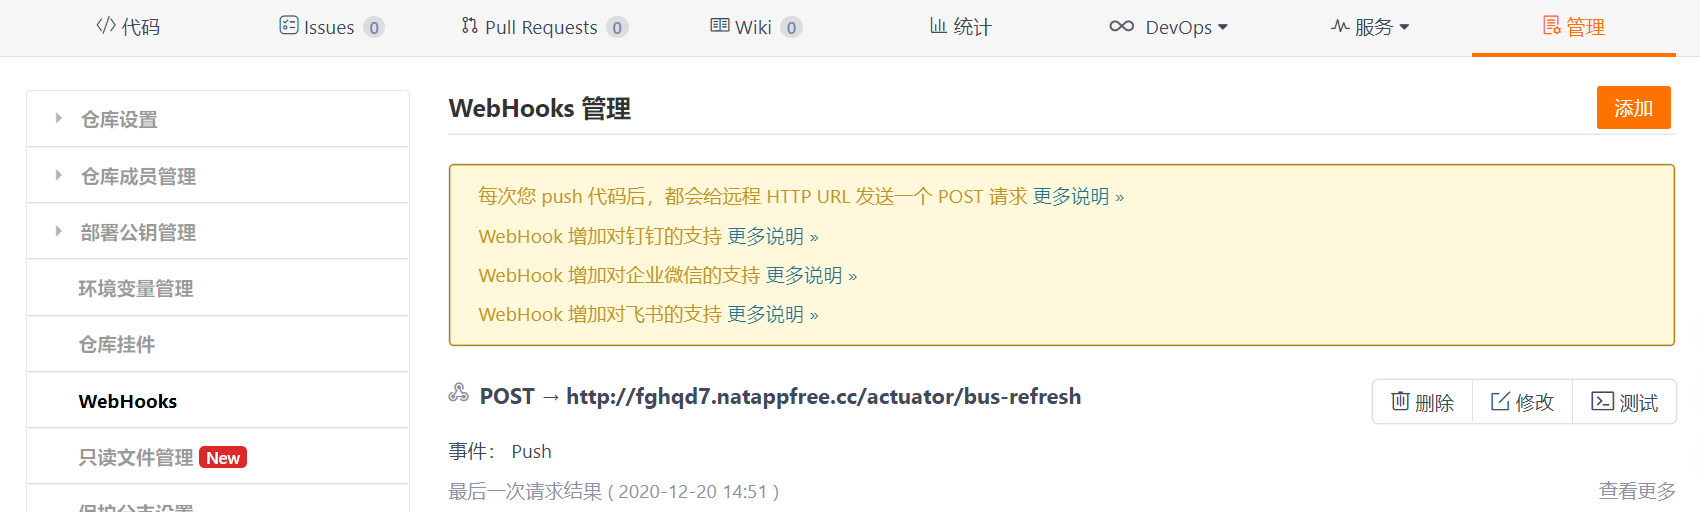 代码 Issues 0 Pull Requests 0 Wiki 0 统计 DevOps 服务 管理
仓库设置
仓库成员管理
部署公钥管理
环境变量管理
仓库挂件
WebHooks
只读文件管理 New
保护分支设置
WebHooks 管理
添加
每次您 push 代码后，都会给远程 HTTP URL 发送一个 POST 请求 更多说明 »
WebHook 增加对钉钉的支持 更多说明 »
WebHook 增加对企业微信的支持 更多说明 »
WebHook 增加对飞书的支持 更多说明 »
POST → http://fghqd7.natappfree.cc/actuator/bus-refresh
删除 修改 测试
事件： Push
最后一次请求结果 ( 2020-12-20 14:51 )
查看更多